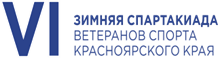 VI ЗИМНЯЯ СПАРТАКИАДА
ВЕТЕРАНОВ СПОРТА
КРАСНОЯРСКОГО КРАЯ